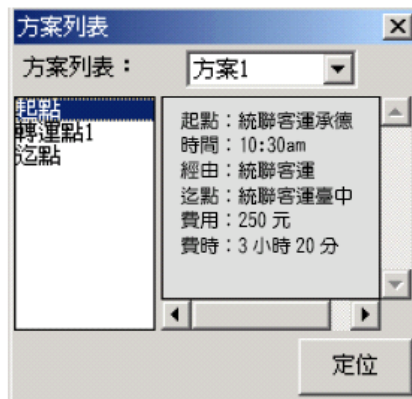 方案列表
方案列表： 方案1
起點
轉運點1
迄點
起點：統聯客運承德
時間：10:30am
經由：統聯客運
迄點：統聯客運臺中
費用：250 元
費時：3 小時 20 分
定位